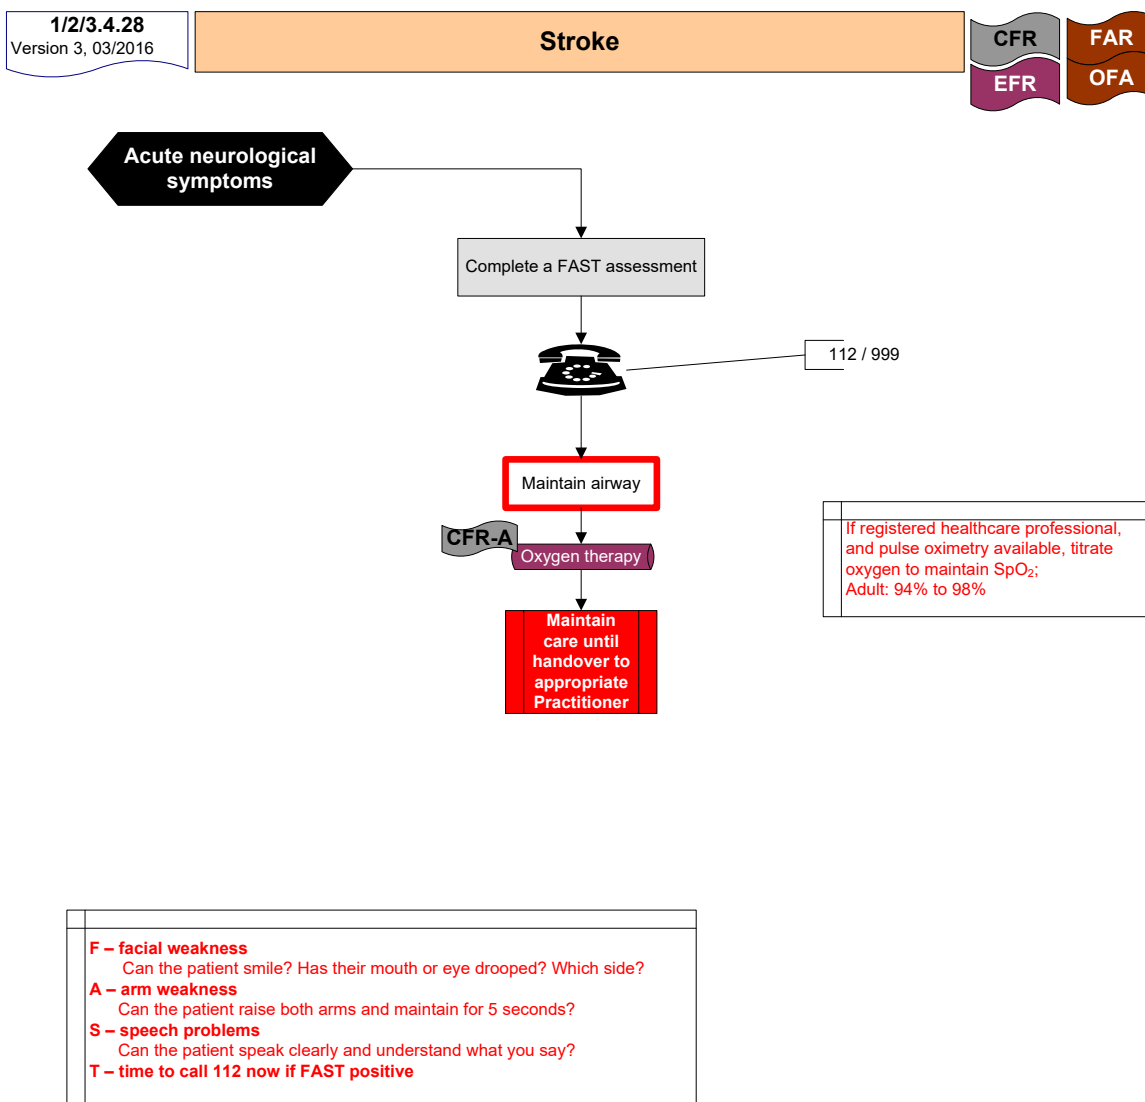 1/2/3.4.28
Version 3, 03/2016
Stroke
CFR
FAR
EFR
OFA
Acute neurological
symptoms
Complete a FAST assessment
112 / 999
Maintain airway
CFR-A
Oxygen therapy
If registered healthcare professional,
and pulse oximetry available, titrate
oxygen to maintain SpO₂;
Adult: 94% to 98%
Maintain
care until
handover to
appropriate
Practitioner
F – facial weakness
Can the patient smile? Has their mouth or eye drooped? Which side?
A – arm weakness
Can the patient raise both arms and maintain for 5 seconds?
S – speech problems
Can the patient speak clearly and understand what you say?
T – time to call 112 now if FAST positive